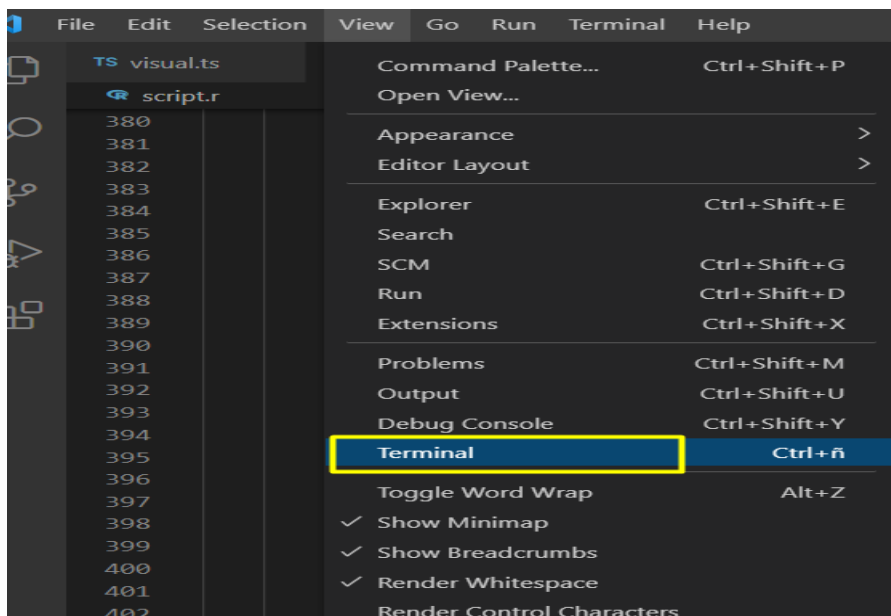 File Edit Selection View Go Run Terminal Help
TS visual.ts
script.r
380
381
382
383
384
385
386
387
388
389
390
391
392
393
394
395
396
397
398
399
400
401
402
Command Palette... Ctrl+Shift+P
Open View...
Appearance >
Editor Layout >
Explorer Ctrl+Shift+E
Search
SCM Ctrl+Shift+G
Run Ctrl+Shift+D
Extensions Ctrl+Shift+X
Problems Ctrl+Shift+M
Output Ctrl+Shift+U
Debug Console Ctrl+Shift+Y
Terminal Ctrl+ñ
Toggle Word Wrap Alt+Z
✓ Show Minimap
✓ Show Breadcrumbs
✓ Render Whitespace
Render Control Characters